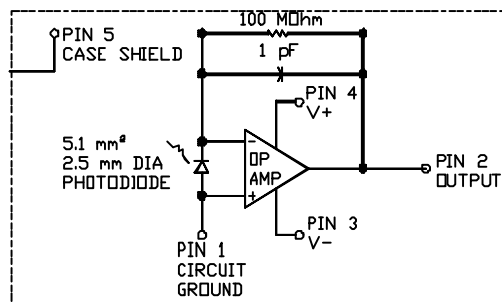 100 MOhm
PIN 5
CASE SHIELD
1 pF
PIN 4
V+
5.1 mm²
2.5 mm DIA
PHOTODIODE
-
OP
AMP
+
PIN 2
OUTPUT
PIN 3
V-
PIN 1
CIRCUIT
GROUND